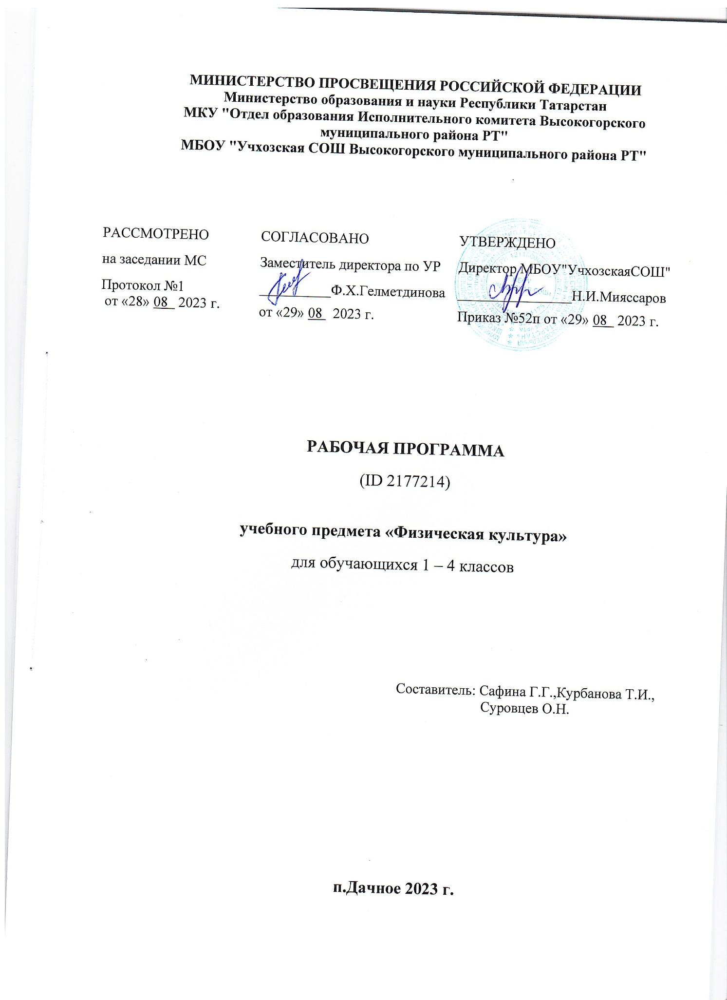 МИНИСТЕРСТВО ПРОСВЕЩЕНИЯ РОССИЙСКОЙ ФЕДЕРАЦИИ
Министерство образования и науки Республики Татарстан
МКУ "Отдел образования Исполнительного комитета Высокогорского
муниципального района РТ"
МБОУ "Учхозская СОШ Высокогорского муниципального района РТ"
РАССМОТРЕНО
на заседании МС
Протокол №1
от «28» 08 2023 г.
СОГЛАСОВАНО
Заместитель директора по УР
Ф.Х.Гелметдинова
от «29» 08 2023 г.
УТВЕРЖДЕНО
Директор МБОУ"УчхозскаяСОШ"
Н.И.Мияссаров
Приказ №52п от «29» 08 2023 г.
РАБОЧАЯ ПРОГРАММА
(ID 2177214)
учебного предмета «Физическая культура»
для обучающихся 1 – 4 классов
Составитель: Сафина Г.Г.,Курбанова Т.И.,
Суровцев О.Н.
п.Дачное 2023 г.